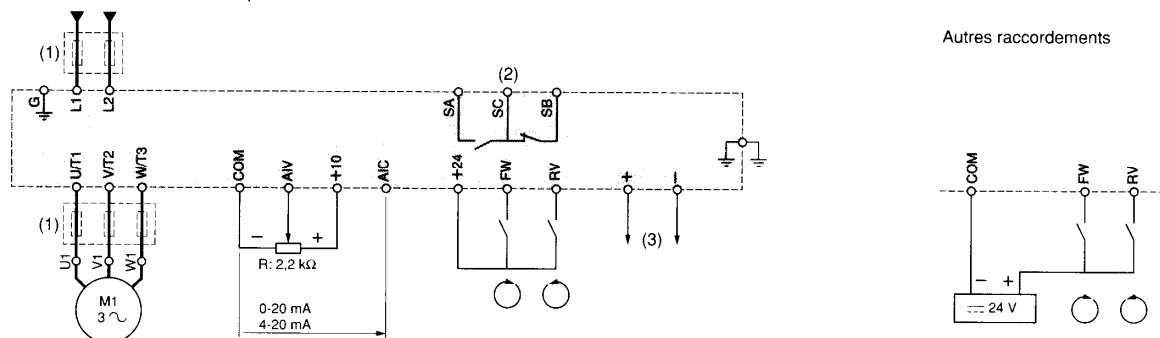 Autres raccordements
(1)
(2)
G
L1
L2
SA
SC
SB
U/T1
V/T2
W/T3
COM
AIV
+10
AIC
+24
FW
RV
+
–
(1)
– +
(3)
U1
V1
W1
R: 2,2 kΩ
M1
3
0-20 mA
4-20 mA
COM
FW
RV
– +
24 V